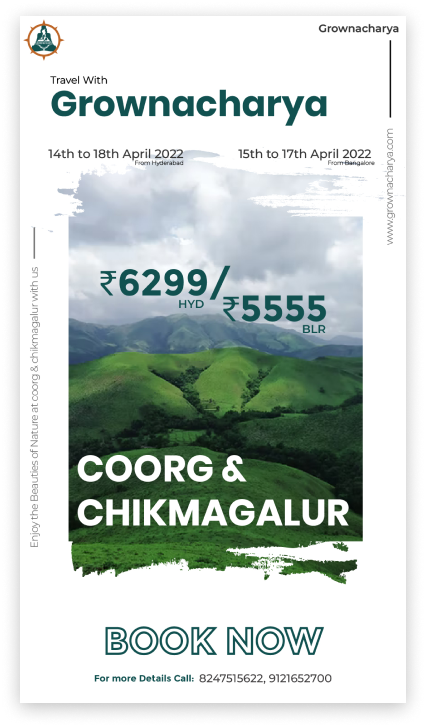 Grownacharya
Travel With
Grownacharya
14th to 18th April 2022
From Hyderabad
15th to 17th April 2022
From Bangalore
www.grownacharya.com
₹6299/
HYD
₹5555
BLR
Enjoy the Beauties of Nature at coorg & chikmagalur with us
COORG &
CHIKMAGALUR
BOOK NOW
For more Details Call: 8247515622, 9121652700